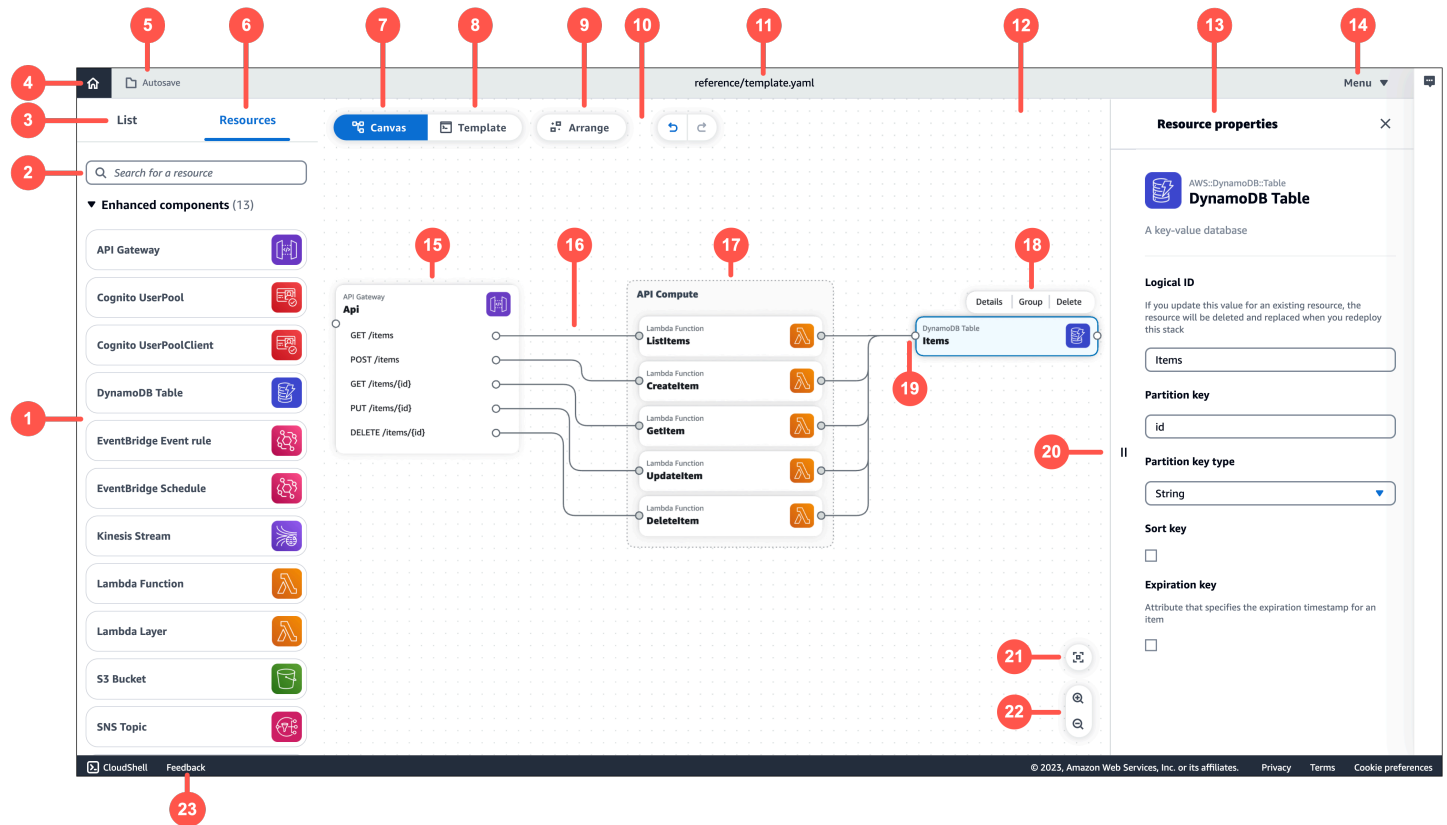 5
6
7
8
9
10
11
12
13
14
4
Autosave
reference/template.yaml
Menu
3
List
Resources
Canvas
Template
Arrange
Resource properties
2
Search for a resource
Enhanced components (13)
API Gateway
Cognito UserPool
Cognito UserPoolClient
DynamoDB Table
1
EventBridge Event rule
EventBridge Schedule
Kinesis Stream
Lambda Function
Lambda Layer
S3 Bucket
SNS Topic
15
16
17
18
API Gateway
Api
GET /items
POST /items
GET /items/{id}
PUT /items/{id}
DELETE /items/{id}
API Compute
Lambda Function
ListItems
Lambda Function
CreateItem
Lambda Function
GetItem
Lambda Function
UpdateItem
Lambda Function
DeleteItem
Details
Group
Delete
DynamoDB Table
Items
19
20
21
22
AWS::DynamoDB::Table
DynamoDB Table
A key-value database
Logical ID
If you update this value for an existing resource, the
resource will be deleted and replaced when you redeploy
this stack
Items
Partition key
id
Partition key type
String
Sort key
Expiration key
Attribute that specifies the expiration timestamp for an
item
CloudShell
Feedback
© 2023, Amazon Web Services, Inc. or its affiliates.
Privacy
Terms
Cookie preferences
23